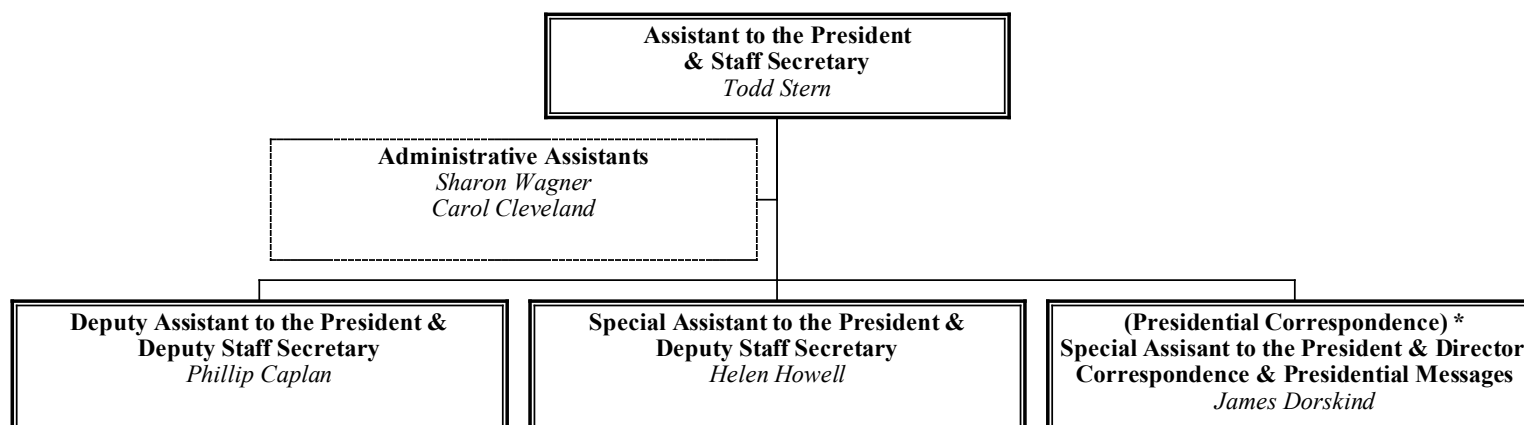 Assistant to the President
& Staff Secretary
Todd Stern
Administrative Assistants
Sharon Wagner
Carol Cleveland
Deputy Assistant to the President &
Deputy Staff Secretary
Phillip Caplan
Special Assistant to the President &
Deputy Staff Secretary
Helen Howell
(Presidential Correspondence) *
Special Assisant to the President & Director
Correspondence & Presidential Messages
James Dorskind